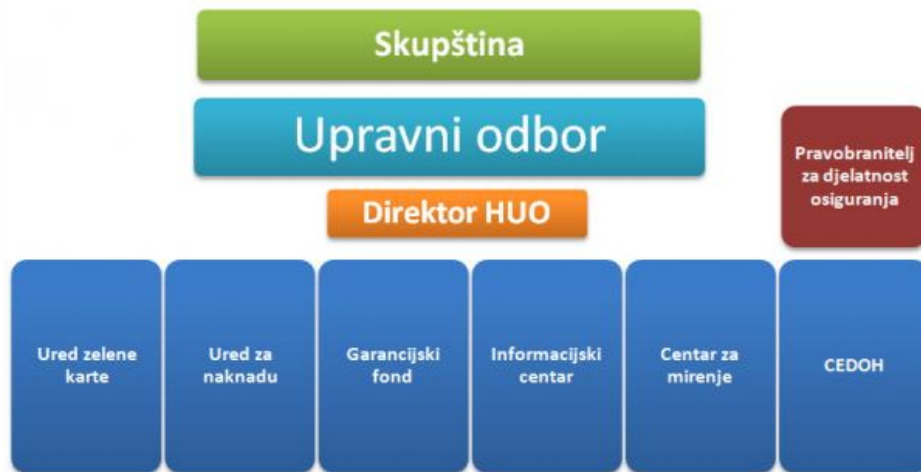 Skupština
Upravni odbor
Pravobranitelj
za djelatnost
osiguranja
Direktor HUO
Ured zelene
karte
Ured za
naknadu
Garancijski
fond
Informacijski
centar
Centar za
mirenje
CEDOH